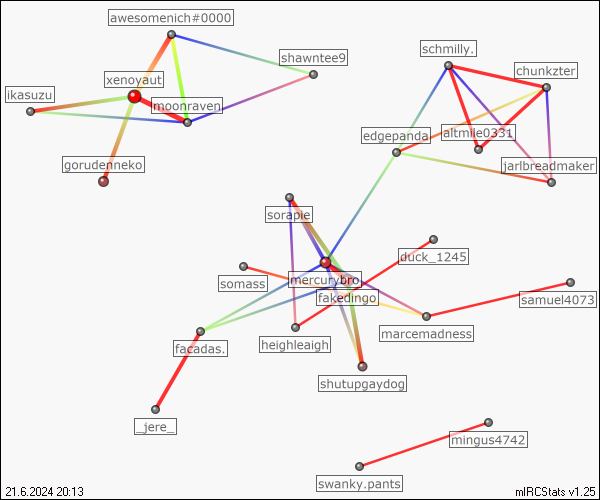 awesomenich#0000
schmilly.
shawntee9
chunkzter
xenoyaut
ikasuzu
moonraven
altmile0331
edgepanda
gorudenneko
jarlbreadmaker
sorapie
duck_1245
mercurybro.
somass
fakedingo
samuel4073
marcemadness
heighleaigh
facadas.
shutupgaydog
_jere_
mingus4742
swanky.pants
21.6.2024 20:13
mIRCStats v1.25